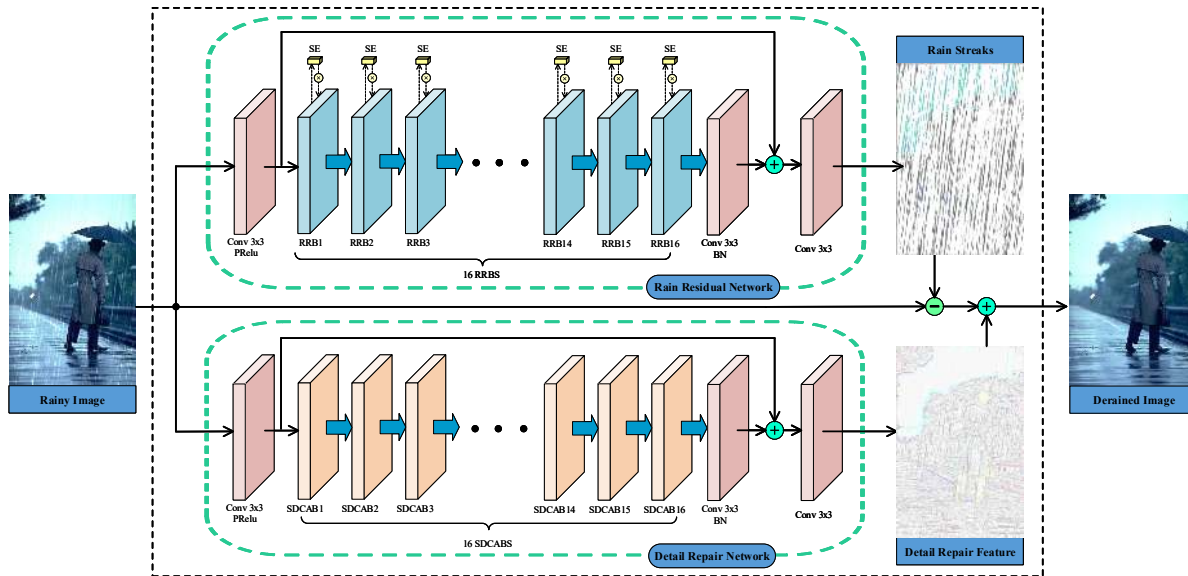 SE SE SE SE SE SE
Rain Streaks
Conv 3x3
PRelu
RRB1 RRB2 RRB3 RRB14 RRB15 RRB16
Conv 3x3
BN
Conv 3x3
16 RRBS
Rain Residual Network
Rainy Image
Derained Image
Conv 3x3
PRelu
SDCAB1 SDCAB2 SDCAB3 SDCAB14 SDCAB15 SDCAB16
Conv 3x3
BN
Conv 3x3
16 SDCABS
Detail Repair Network
Detail Repair Feature